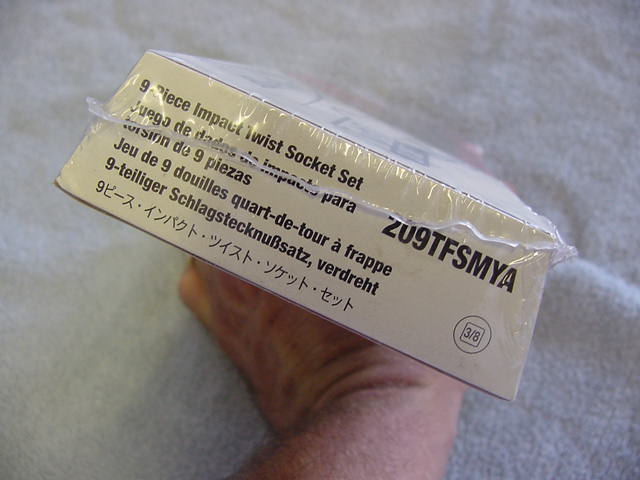 9-Piece Impact Twist Socket Set
Juego de dados de impacto para
torsión de 9 piezas
Jeu de 9 douilles quart-de-tour à frappe
9-teiliger Schlagstecknußsatz, verdreht
9ピース・インパクト・ツイスト・ソケット・セット
209TFSMYA
3/8